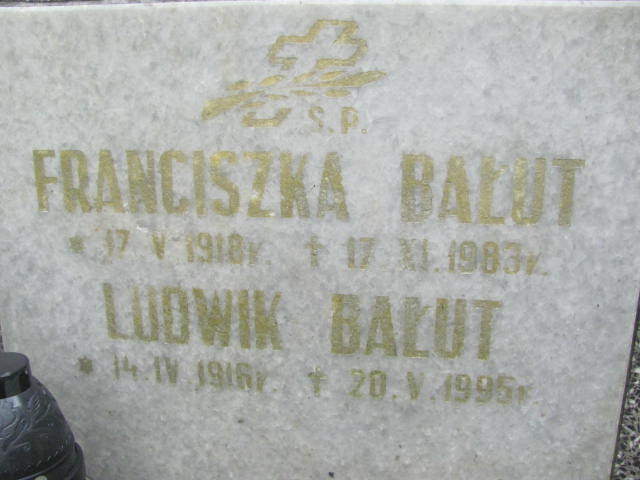 Ś.P.
FRANCISZKA BAŁUT
* 17.V.1918r. † 17.XI.1983r.
LUDWIK BAŁUT
* 14.IV.1916r. † 20.V.1995r.